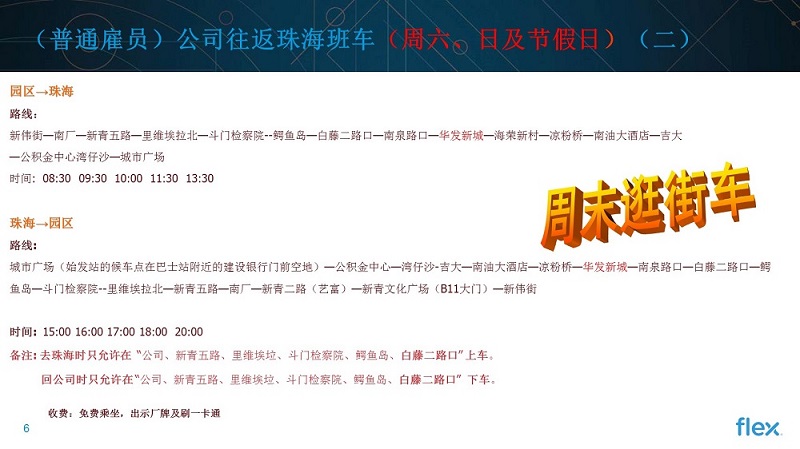 （普通雇员）公司往返珠海班车（周六、日及节假日）（二）
园区→珠海
路线：
新伟街—南厂—新青五路—里维埃拉北—斗门检察院--鳄鱼岛—白藤二路口—南泉路口—华发新城—海荣新村—凉粉桥—南油大酒店—吉大
—公积金中心湾仔沙—城市广场
时间：08:30 09:30 10:00 11:30 13:30
周末逛街车
珠海→园区
路线：
城市广场（始发站的候车点在巴士站附近的建设银行门前空地）—公积金中心—湾仔沙-吉大—南油大酒店—凉粉桥—华发新城—南泉路口—白藤二路口—鳄
鱼岛—斗门检察院--里维埃拉北—新青五路—南厂—新青二路（艺富）—新青文化广场（B11大门）—新伟街
时间：15:00 16:00 17:00 18:00 20:00
备注：去珠海时只允许在 “公司、新青五路、里维埃垃、斗门检察院、鳄鱼岛、白藤二路口”上车。
回公司时只允许在“公司、新青五路、里维埃垃、斗门检察院、鳄鱼岛、白藤二路口” 下车。
收费：免费乘坐，出示厂牌及刷一卡通
6
flex